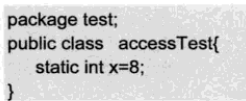 package test;
public class accessTest{
static int x=8;
}